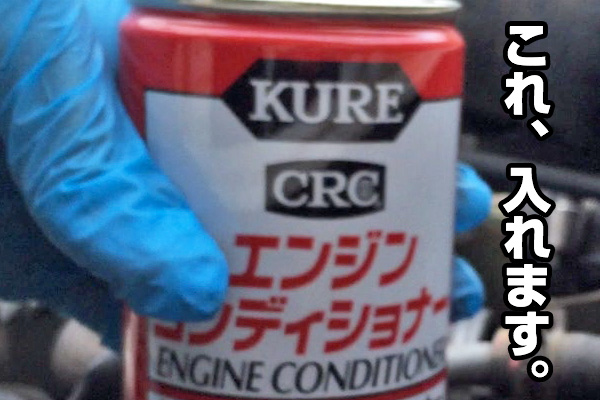 KURE
CRC
エンジン
コンディショナー
ENGINE CONDITIONER
これ、入れます。